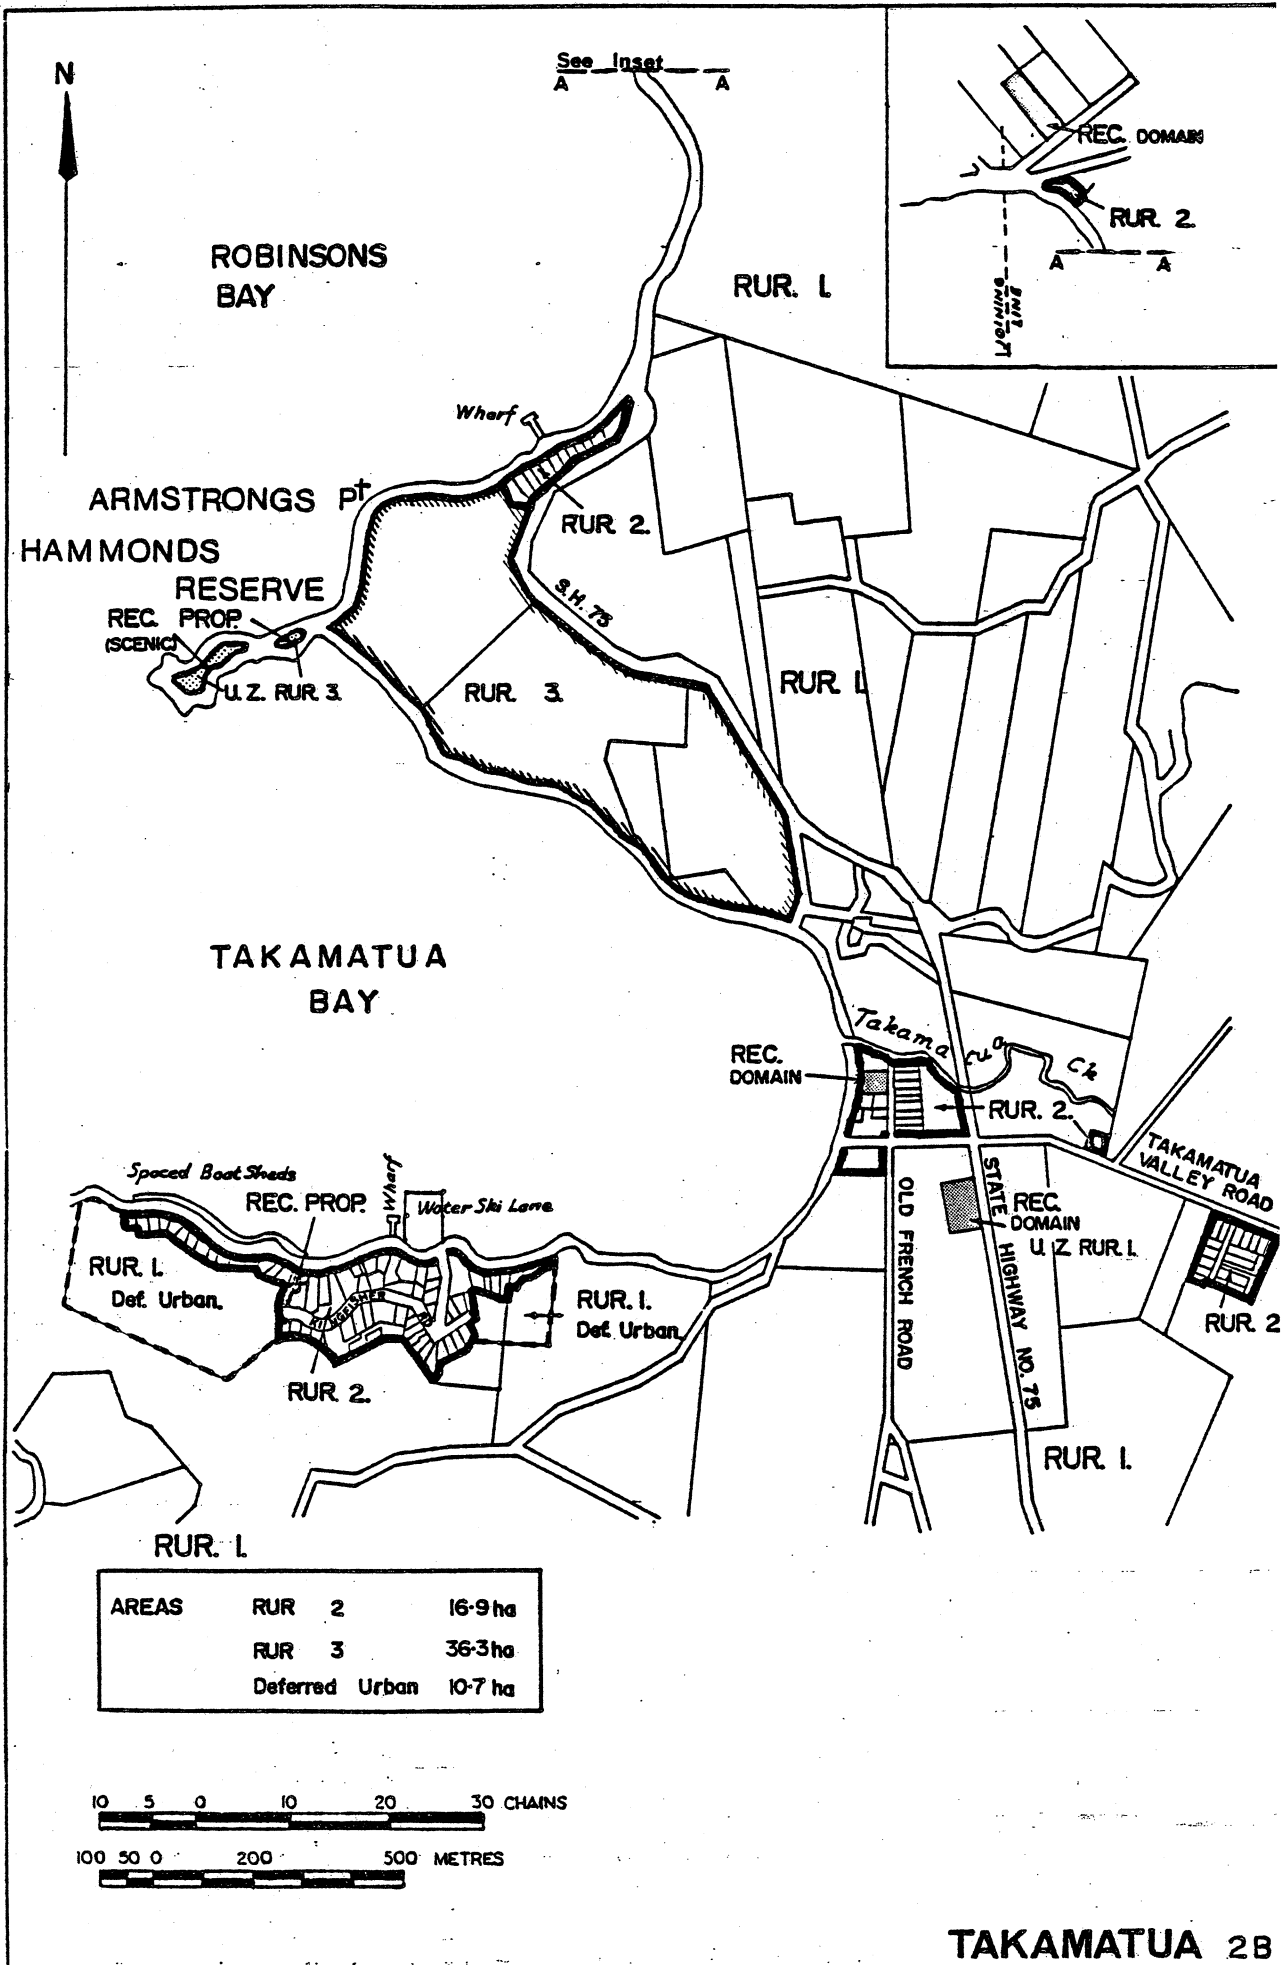 N
See Inset
A A
REC. DOMAIN
RUR. 2.
A A
FLIGHTING
LINE
ROBINSONS
BAY
RUR. 1.
Wharf
ARMSTRONGS Pt
RUR 2.
HAMMONDS
RESERVE
S.H. 75
REC. PROP.
(SCENIC)
U.Z. RUR 3.
RUR. 3.
RUR 1.
TAKAMATUA
BAY
Takamatua Ck
REC.
DOMAIN
RUR. 2.
TAKAMATUA
VALLEY ROAD
Spaced Boat Sheds
Wharf
REC. PROP.
Water Ski Lane
STATE HIGHWAY NO. 75
OLD FRENCH ROAD
REC.
DOMAIN
U. Z. RUR 1.
RUR. 1.
Def. Urban.
KINGFISHER
RUR. 1.
Def. Urban
RUR. 2
RUR 2.
RUR. 1.
RUR. 1.
AREAS RUR 2 16·9 ha
RUR 3 36·3 ha
Deferred Urban 10·7 ha
10 5 0 10 20 30 CHAINS
100 50 0 200 500 METRES
TAKAMATUA 2B